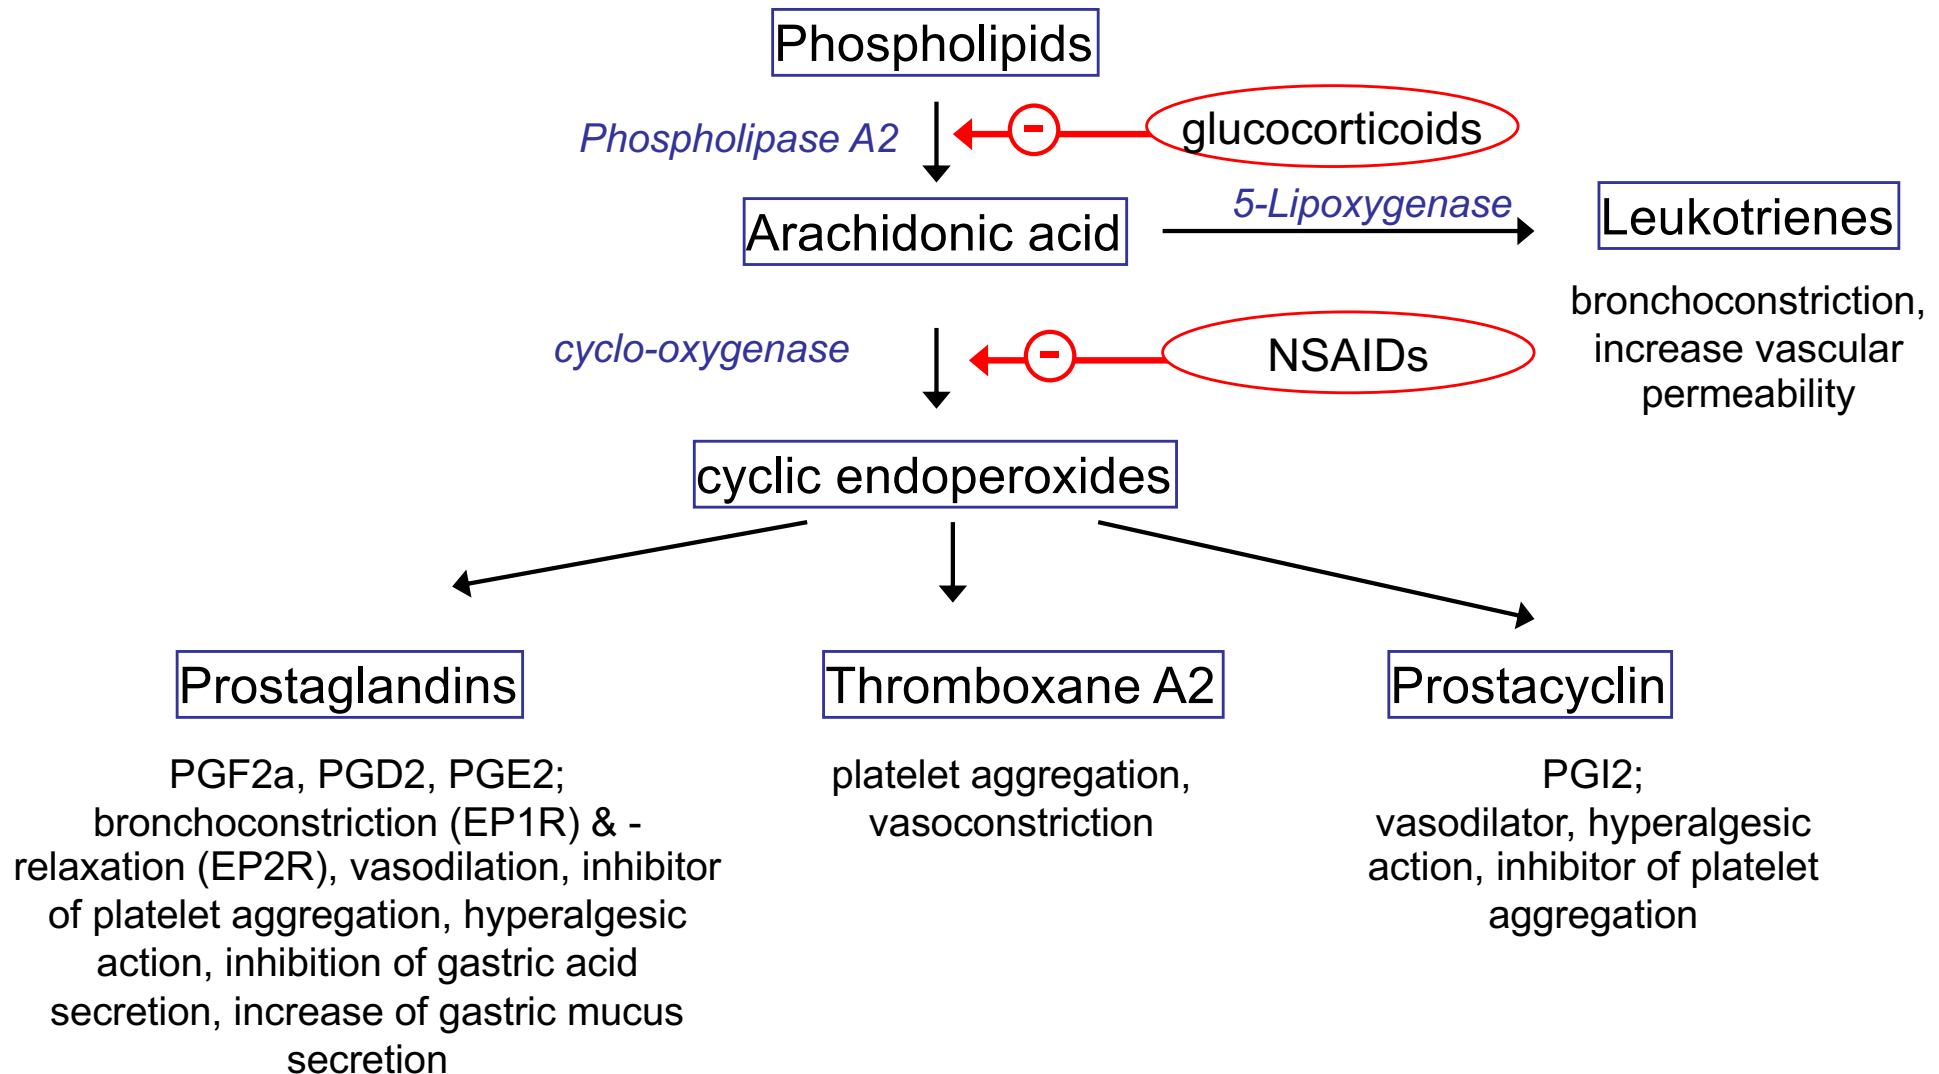 Phospholipids
Phospholipase A2
-
glucocorticoids
Arachidonic acid
5-Lipoxygenase
Leukotrienes
bronchoconstriction,
increase vascular
permeability
cyclo-oxygenase
-
NSAIDs
cyclic endoperoxides
Prostaglandins
PGF2a, PGD2, PGE2;
bronchoconstriction (EP1R) & -
relaxation (EP2R), vasodilation, inhibitor
of platelet aggregation, hyperalgesic
action, inhibition of gastric acid
secretion, increase of gastric mucus
secretion
Thromboxane A2
platelet aggregation,
vasoconstriction
Prostacyclin
PGI2;
vasodilator, hyperalgesic
action, inhibitor of platelet
aggregation